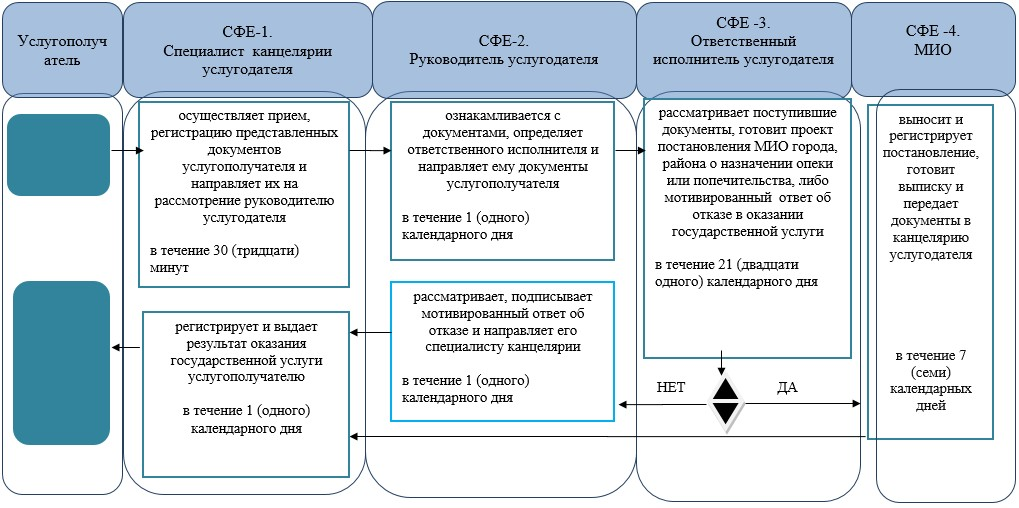 Услугополуч
атель
СФЕ-1.
Специалист канцелярии
услугодателя
СФЕ-2.
Руководитель услугодателя
СФЕ -3.
Ответственный
исполнитель услугодателя
СФЕ -4.
МИО
осуществляет прием,
регистрацию представленных
документов
услугополучателя и
направляет их на
рассмотрение руководителю
услугодателя
в течение 30 (тридцати)
минут
ознакамливается с
документами, определяет
ответственного исполнителя и
направляет ему документы
услугополучателя
в течение 1 (одного)
календарного дня
рассматривает поступившие
документы, готовит проект
постановления МИО города,
района о назначении опеки
или попечительства, либо
мотивированный ответ об
отказе в оказании
государственной услуги
в течение 21 (двадцати
одного) календарного дня
выносит и
регистрирует
постановление,
готовит
выписку и
передает
документы в
канцелярию
услугодателя
в течение 7
(семи)
календарных
дней
рассматривает, подписывает
мотивированный ответ об
отказе и направляет его
специалисту канцелярии
в течение 1 (одного)
календарного дня
регистрирует и выдает
результат оказания
государственной услуги
услугополучателю
в течение 1 (одного)
календарного дня
НЕТ
ДА